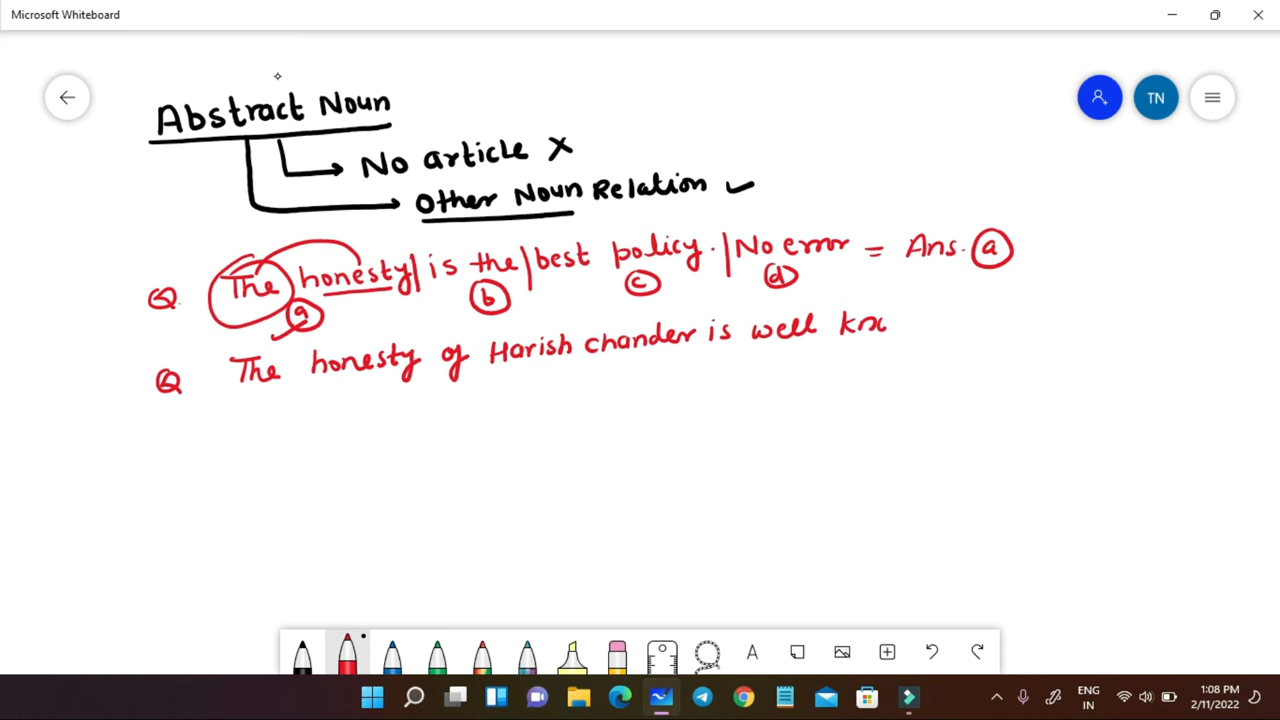 Microsoft Whiteboard
TN
Abstract Noun
No article X
Other Noun Relation ✓
Q. The honesty| is the |best policy. | No error = Ans. a
a b c d
Q The honesty of Harish chander is well kno
A
ENG
IN
1:08 PM
2/11/2022